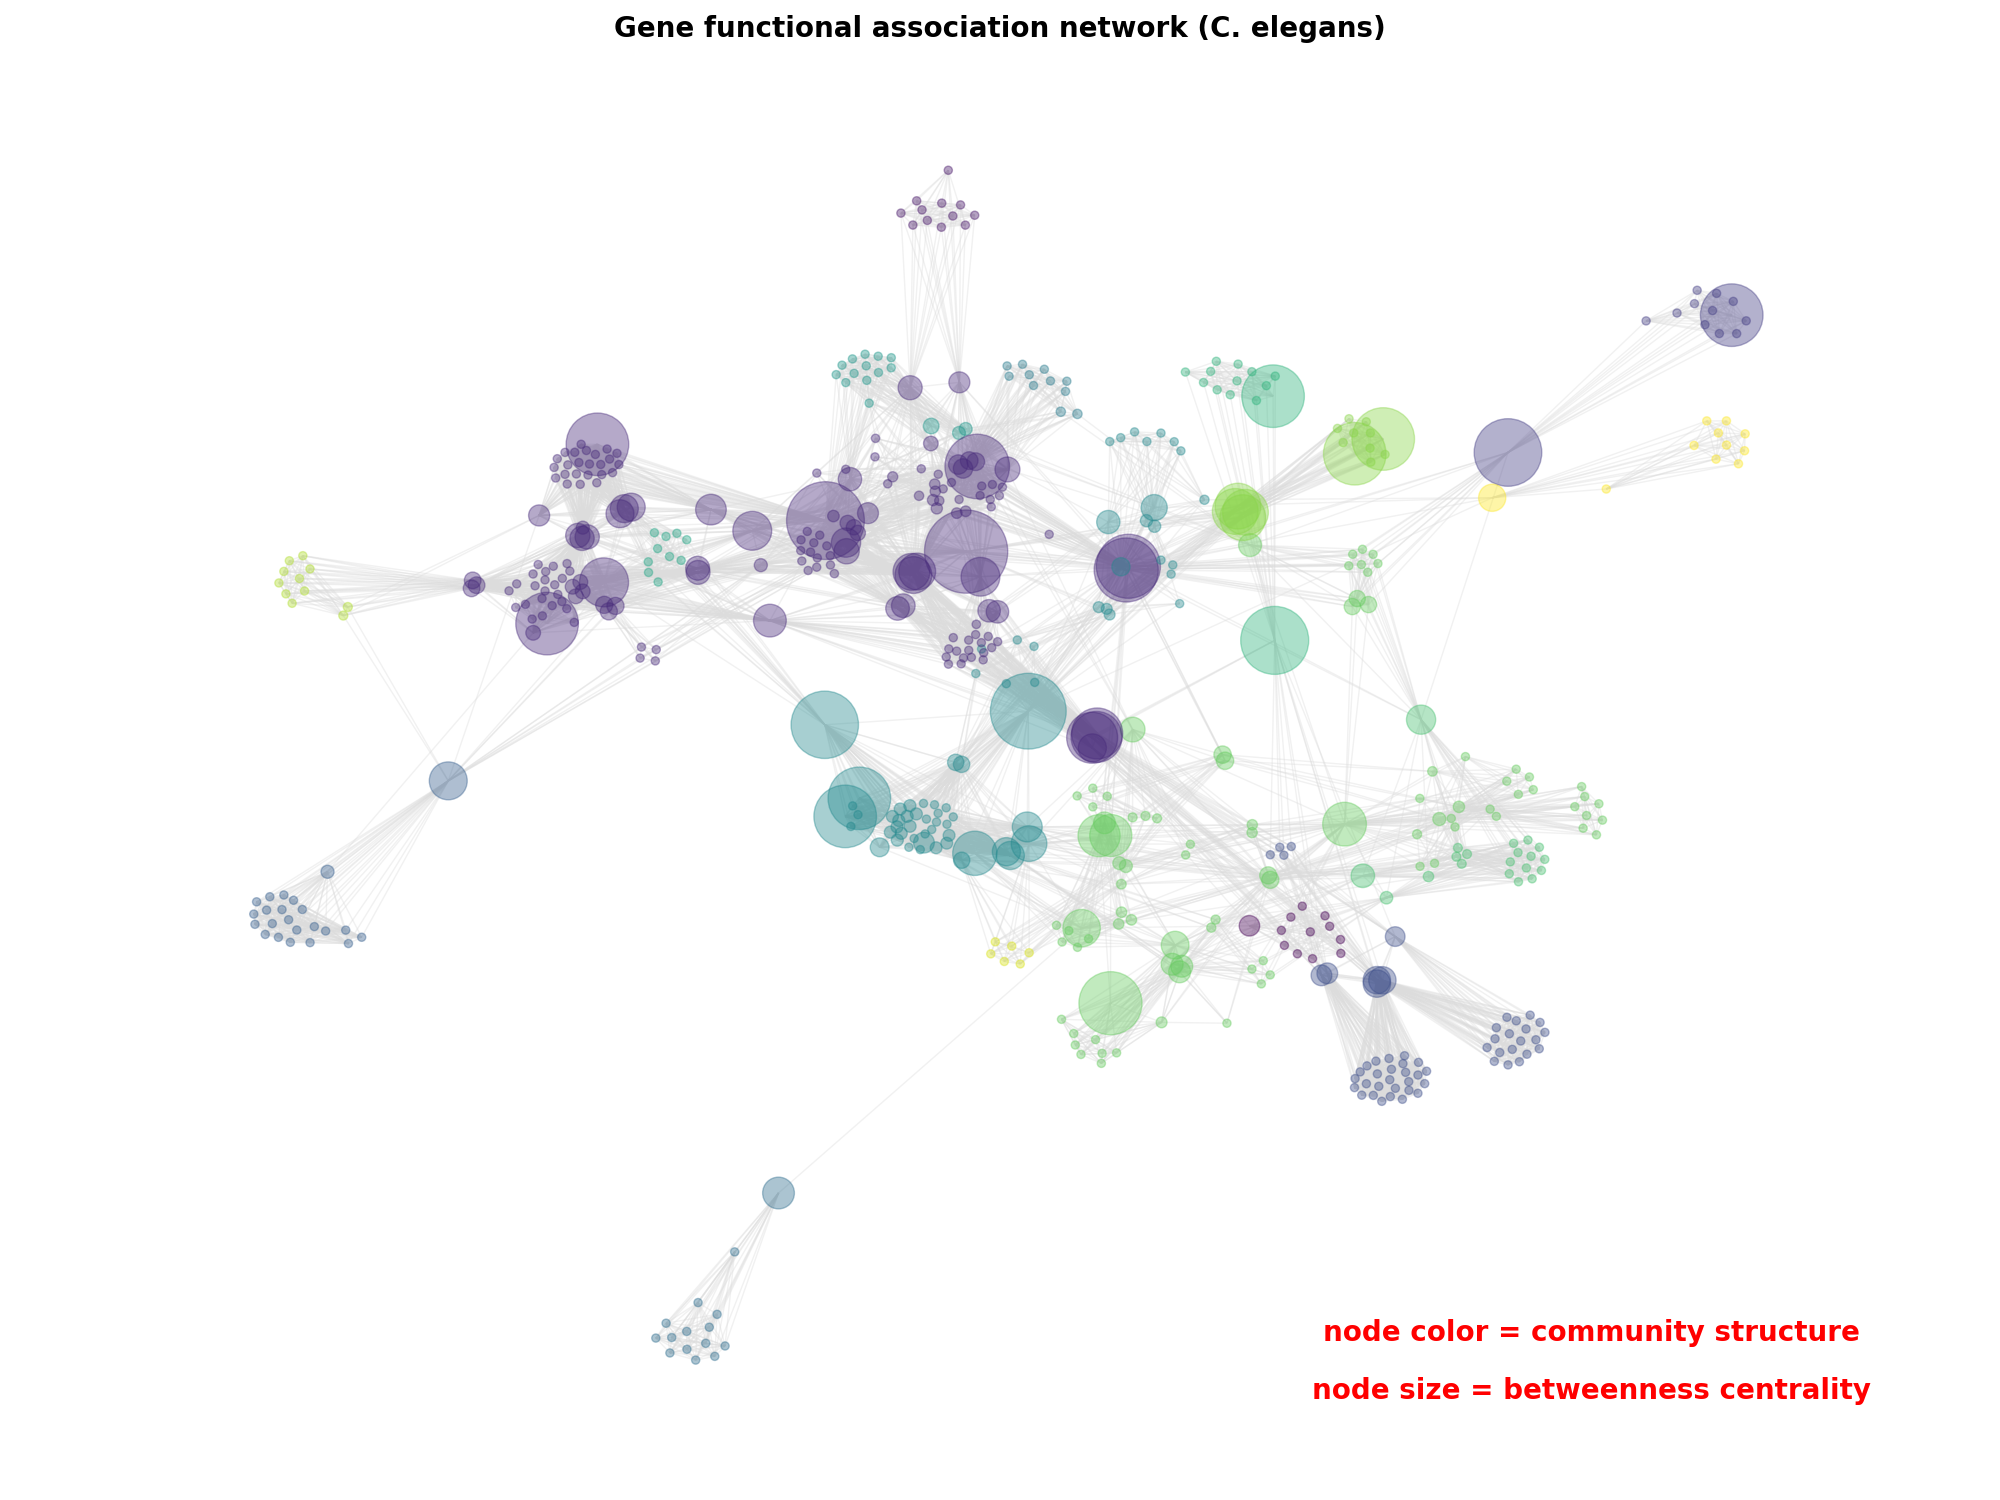 Gene functional association network (C. elegans)
node color = community structure
node size = betweenness centrality